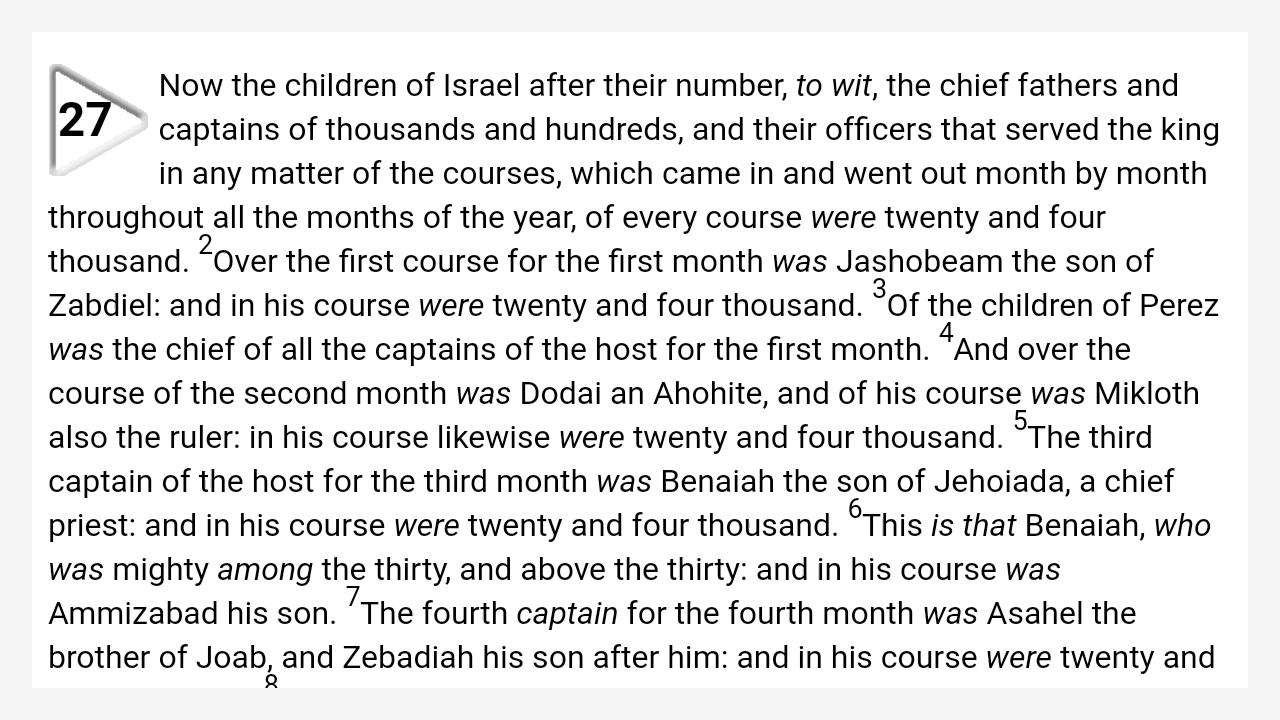 27
Now the children of Israel after their number, to wit, the chief fathers and
captains of thousands and hundreds, and their officers that served the king
in any matter of the courses, which came in and went out month by month
throughout all the months of the year, of every course were twenty and four
thousand. 2Over the first course for the first month was Jashobeam the son of
Zabdiel: and in his course were twenty and four thousand. 3Of the children of Perez
was the chief of all the captains of the host for the first month. 4And over the
course of the second month was Dodai an Ahohite, and of his course was Mikloth
also the ruler: in his course likewise were twenty and four thousand. 5The third
captain of the host for the third month was Benaiah the son of Jehoiada, a chief
priest: and in his course were twenty and four thousand. 6This is that Benaiah, who
was mighty among the thirty, and above the thirty: and in his course was
Ammizabad his son. 7The fourth captain for the fourth month was Asahel the
brother of Joab, and Zebadiah his son after him: and in his course were twenty and
8